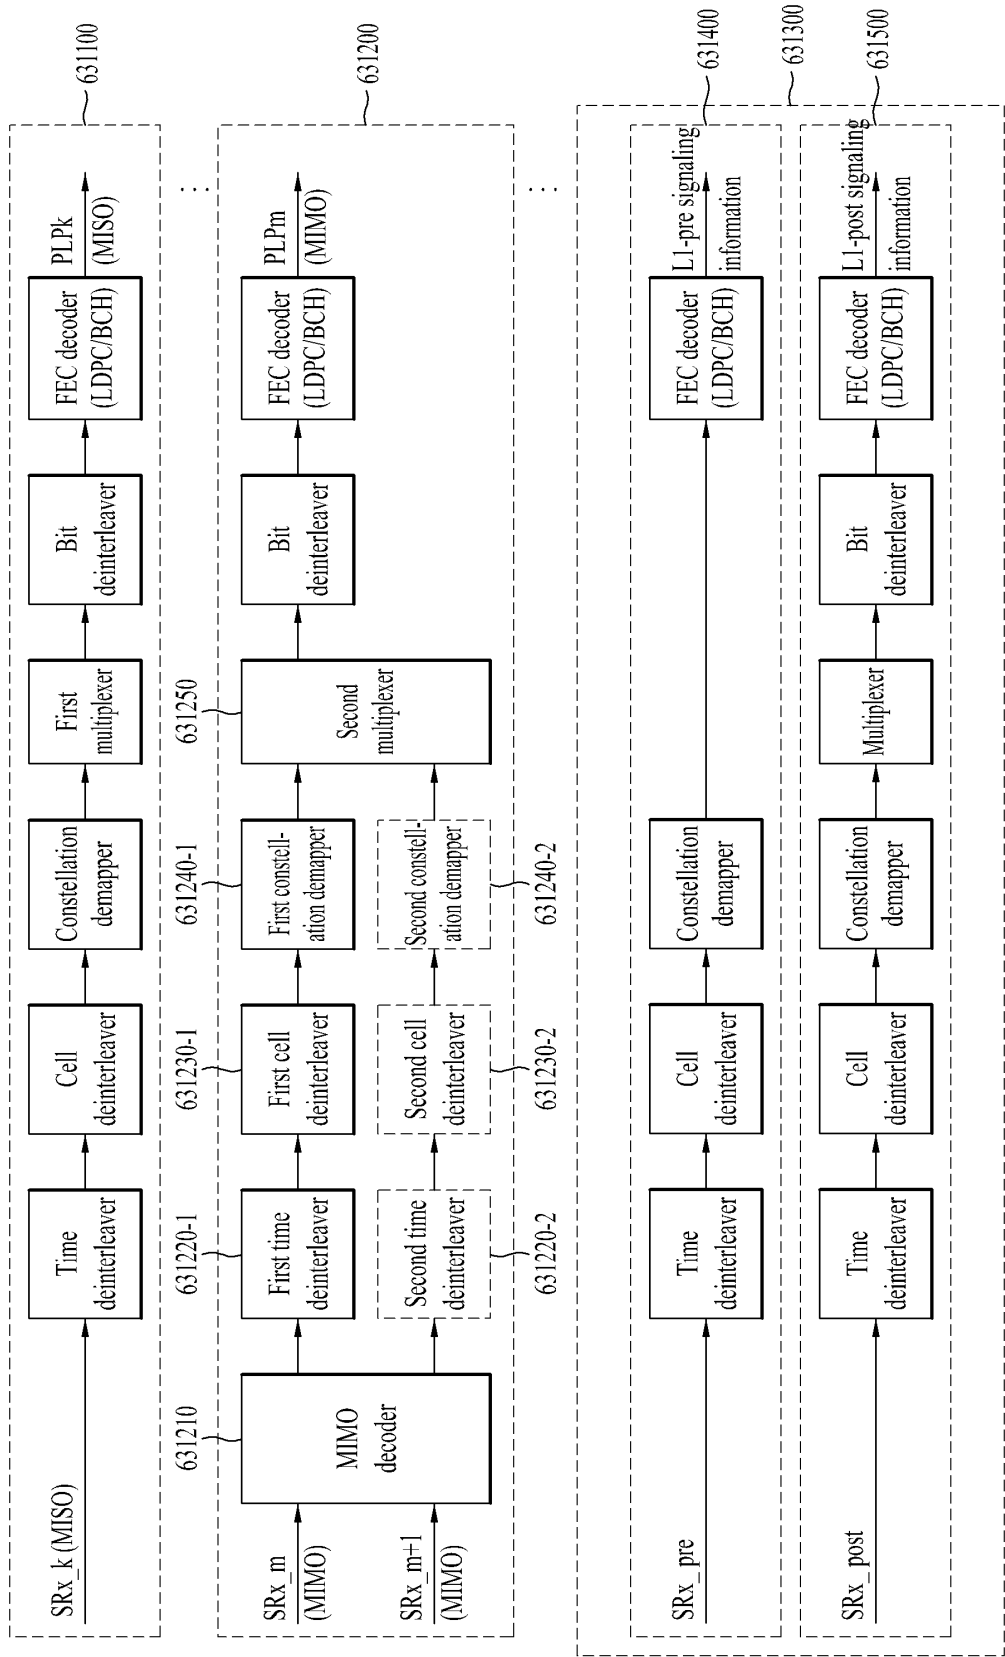 SRx_k (MISO)
Time
deinterleaver
Cell
deinterleaver
Constellation
demapper
First
multiplexer
Bit
deinterleaver
FEC decoder
(LDPC/BCH)
PLPk
(MISO)
631100
631210
631220-1
631230-1
631240-1
631250
SRx_m
(MIMO)
SRx_m+1
(MIMO)
MIMO
decoder
First time
deinterleaver
First cell
deinterleaver
First constell-
ation demapper
Second time
deinterleaver
Second cell
deinterleaver
Second constell-
ation demapper
Second
multiplexer
Bit
deinterleaver
FEC decoder
(LDPC/BCH)
PLPm
(MIMO)
631200
631220-2
631230-2
631240-2
...
...
SRx_pre
Time
deinterleaver
Cell
deinterleaver
Constellation
demapper
FEC decoder
(LDPC/BCH)
L1-pre signaling
information
631400
631300
SRx_post
Time
deinterleaver
Cell
deinterleaver
Constellation
demapper
Multiplexer
Bit
deinterleaver
FEC decoder
(LDPC/BCH)
L1-post signaling
information
631500